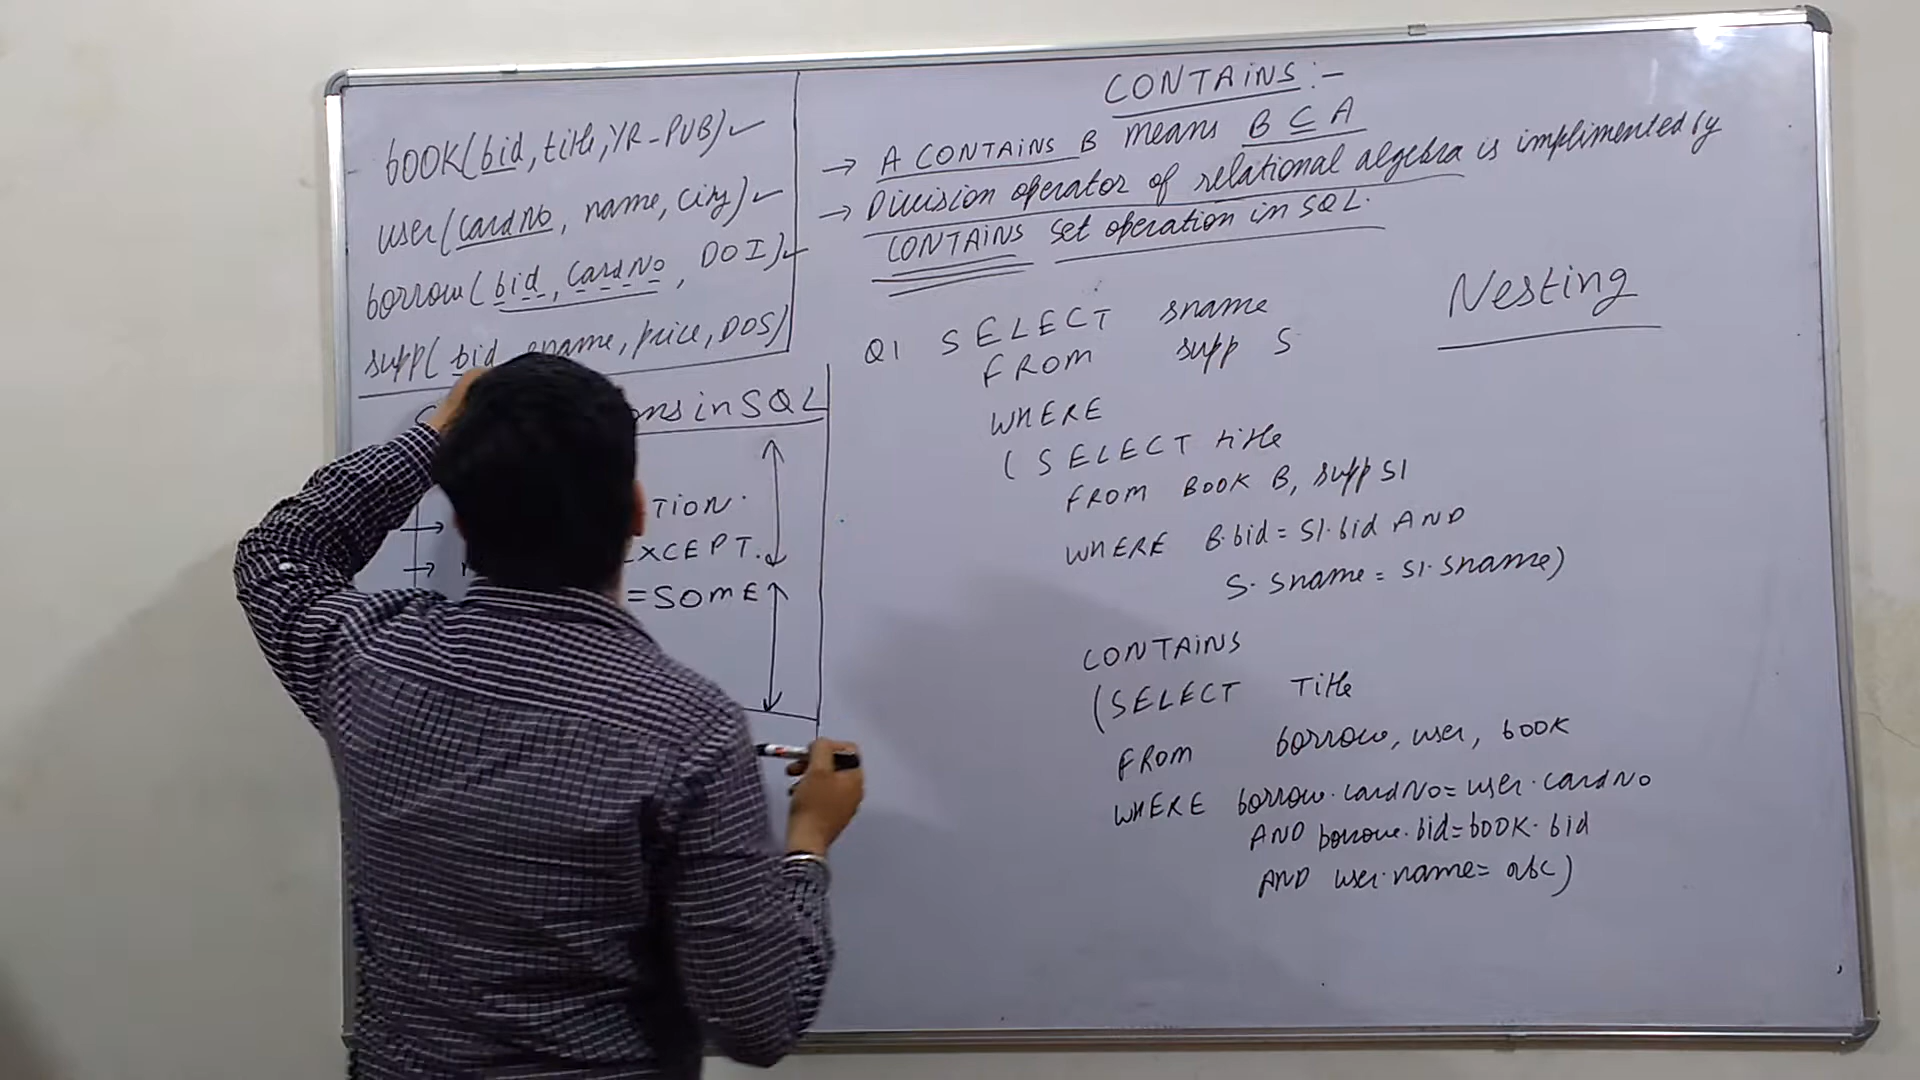 book(bid, title, YR-PUB)
user(cardNo, name, city)
borrow(bid, cardNo, DOI)
supp(bid, sname, price, DOS)
ons in SQL
TION
XCEPT.
=SOME
CONTAINS:-
→ A CONTAINS B means B ⊆ A
→ Division operator of relational algebra is implimented by
CONTAINS set operation in SQL.
Nesting
Q1 SELECT sname
FROM supp S
WHERE
(SELECT title
FROM BOOK B, supp S1
WHERE B.bid = S1.bid AND
S.Sname = S1.Sname)
CONTAINS
(SELECT Title
FROM borrow, user, book
WHERE borrow.cardNo = user.cardNo
AND borrow.bid = book.bid
AND user.name = abc)